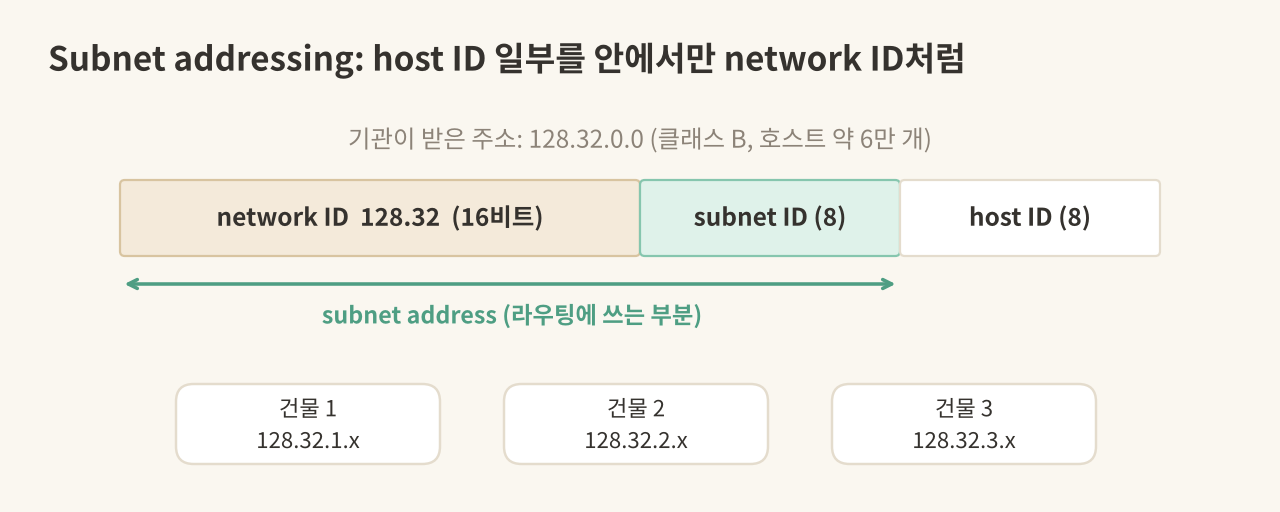 Subnet addressing: host ID 일부를 안에서만 network ID처럼
기관이 받은 주소: 128.32.0.0 (클래스 B, 호스트 약 6만 개)
network ID 128.32 (16비트)
subnet ID (8)
host ID (8)
subnet address (라우팅에 쓰는 부분)
건물 1
128.32.1.x
건물 2
128.32.2.x
건물 3
128.32.3.x